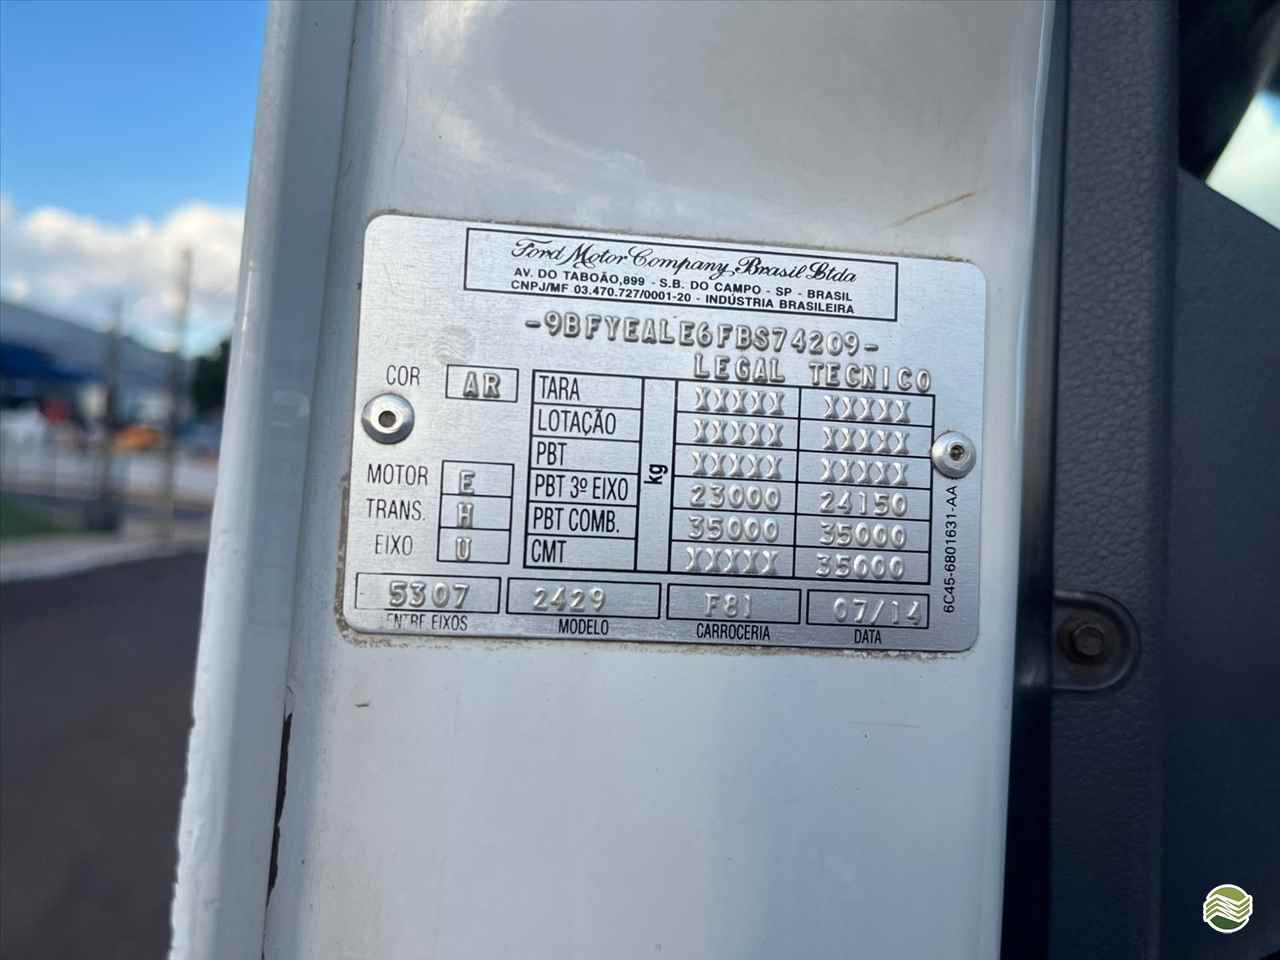 Ford Motor Company Brasil Ltda
AV. DO TABOÃO,899 - S.B. DO CAMPO - SP - BRASIL
CNPJ/MF 03.470.727/0001-20 - INDÚSTRIA BRASILEIRA
-9BFYEALE6FBS74209-
LEGAL TECNICO
COR AR
TARA XXXXX XXXXX
LOTAÇÃO XXXXX XXXXX
PBT XXXXX XXXXX
PBT 3º EIXO 23000 24150
PBT COMB. 35000 35000
CMT XXXXX 35000
kg
MOTOR E
TRANS. H
EIXO U
5307 2429 F81 07/14
ENTRE EIXOS MODELO CARROCERIA DATA
6C45-6801631-AA